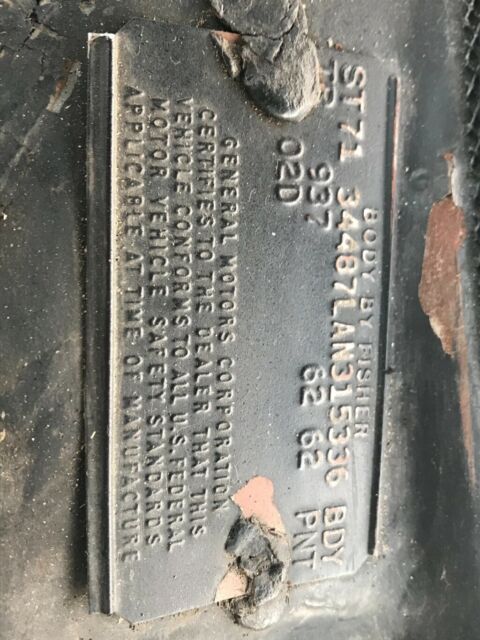 BODY BY FISHER
ST71 34487LAN315336 BDY
937 62 62 PNT
02D
GENERAL MOTORS CORPORATION
CERTIFIES TO THE DEALER THAT THIS
VEHICLE CONFORMS TO ALL U.S. FEDERAL
MOTOR VEHICLE SAFETY STANDARDS
APPLICABLE AT TIME OF MANUFACTURE